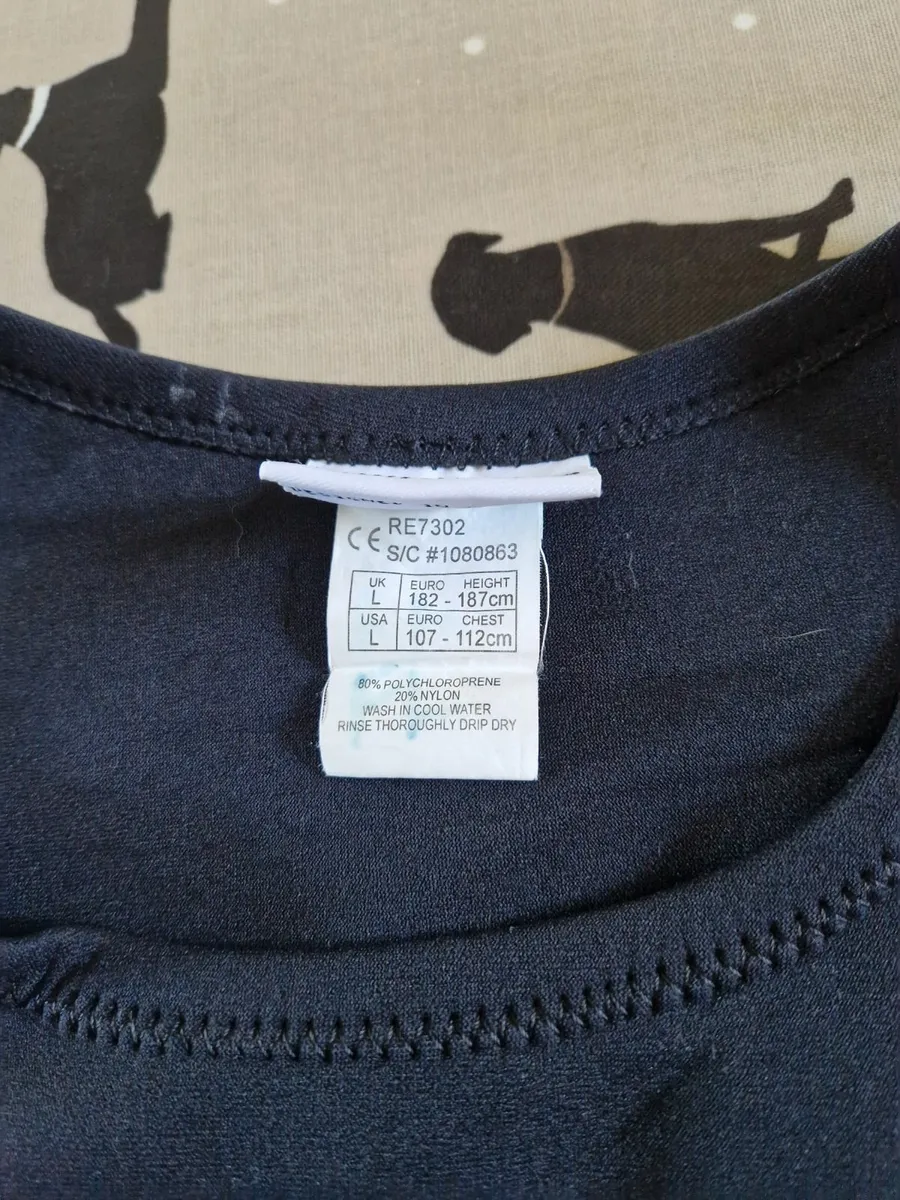 CE RE7302
S/C #1080863
UK EURO HEIGHT
L 182 - 187cm
USA EURO CHEST
L 107 - 112cm
80% POLYCHLOROPRENE
20% NYLON
WASH IN COOL WATER
RINSE THOROUGHLY DRIP DRY